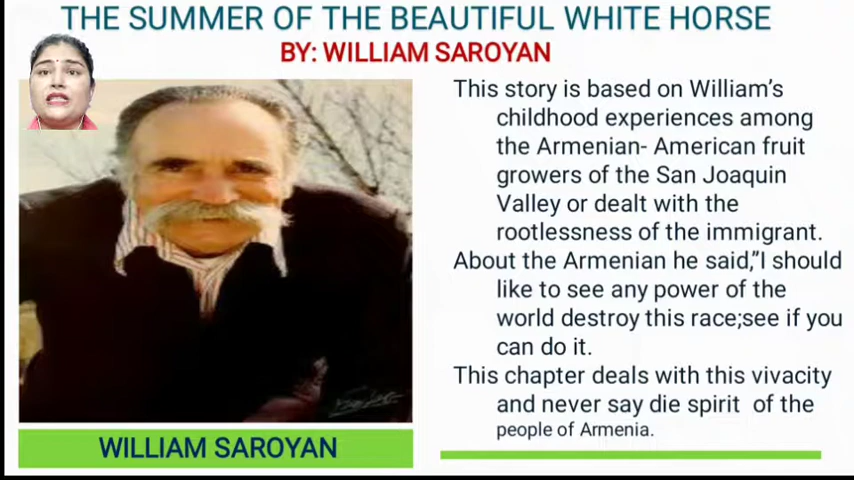 THE SUMMER OF THE BEAUTIFUL WHITE HORSE
BY: WILLIAM SAROYAN
This story is based on William's
childhood experiences among
the Armenian- American fruit
growers of the San Joaquin
Valley or dealt with the
rootlessness of the immigrant.
About the Armenian he said,"I should
like to see any power of the
world destroy this race;see if you
can do it.
This chapter deals with this vivacity
and never say die spirit of the
people of Armenia.
WILLIAM SAROYAN